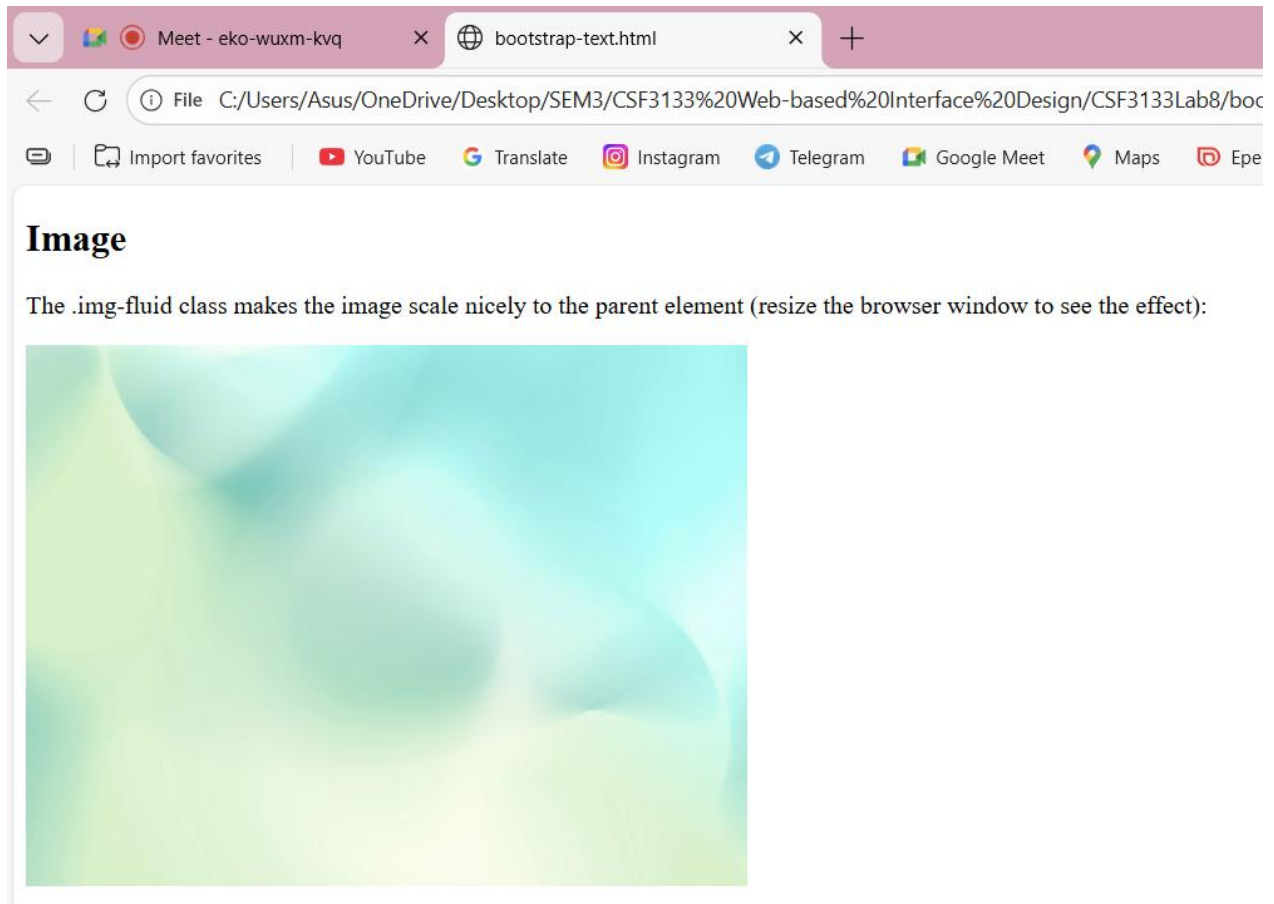 Meet - eko-wuxm-kvq
bootstrap-text.html
File C:/Users/Asus/OneDrive/Desktop/SEM3/CSF3133%20Web-based%20Interface%20Design/CSF3133Lab8/boo
Import favorites YouTube Translate Instagram Telegram Google Meet Maps Epe
Image
The .img-fluid class makes the image scale nicely to the parent element (resize the browser window to see the effect):